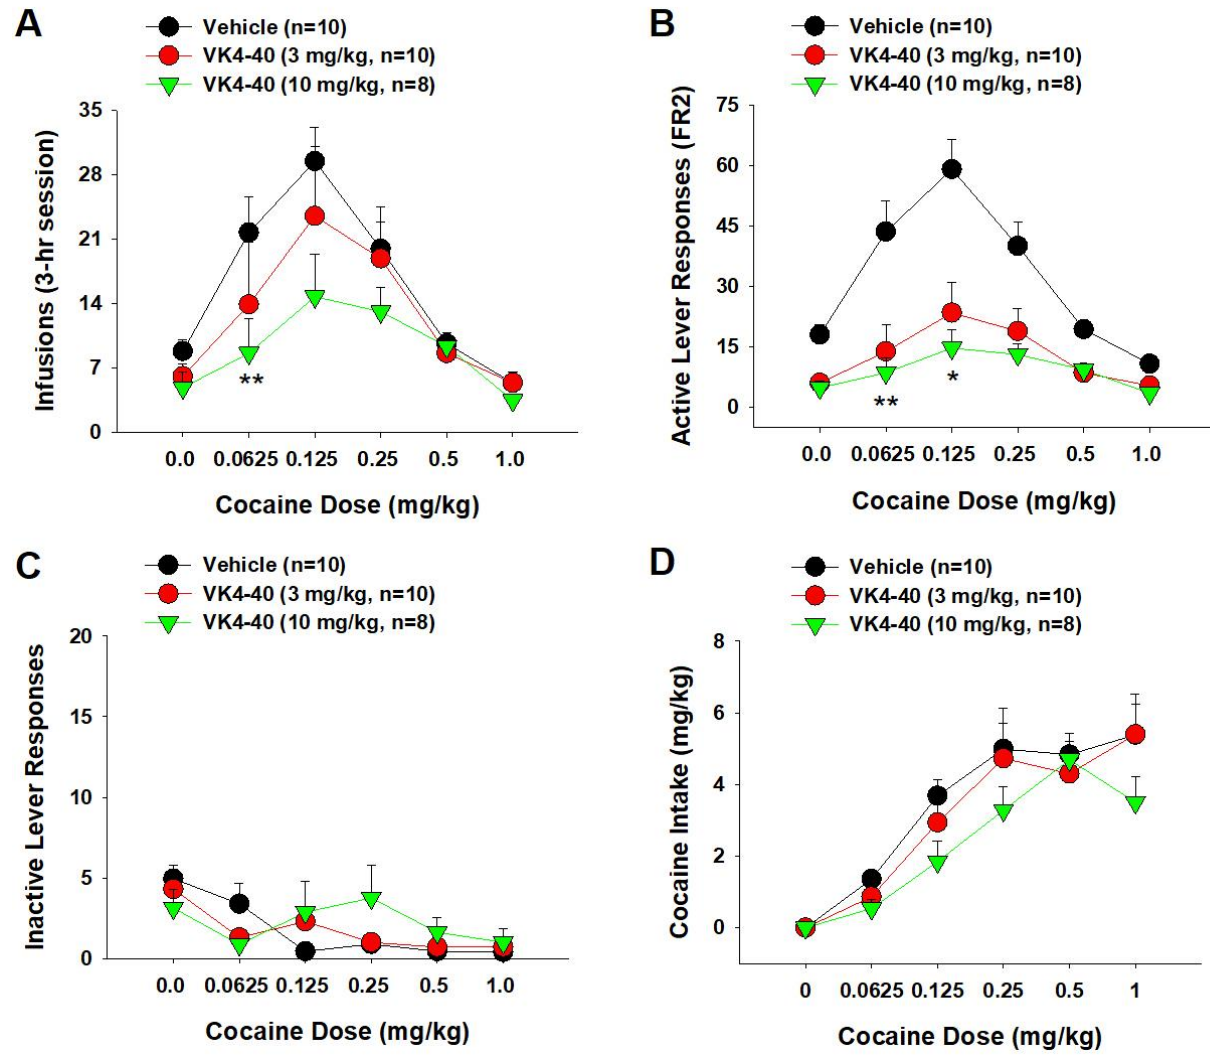 A
Vehicle (n=10)
VK4-40 (3 mg/kg, n=10)
VK4-40 (10 mg/kg, n=8)
Infusions (3-hr session)
35
28
21
14
7
0
**
0.0 0.0625 0.125 0.25 0.5 1.0
Cocaine Dose (mg/kg)
B
Vehicle (n=10)
VK4-40 (3 mg/kg, n=10)
VK4-40 (10 mg/kg, n=8)
Active Lever Responses (FR2)
75
60
45
30
15
0
*
**
0.0 0.0625 0.125 0.25 0.5 1.0
Cocaine Dose (mg/kg)
C
Vehicle (n=10)
VK4-40 (3 mg/kg, n=10)
VK4-40 (10 mg/kg, n=8)
Inactive Lever Responses
20
15
10
5
0
0.0 0.0625 0.125 0.25 0.5 1.0
Cocaine Dose (mg/kg)
D
Vehicle (n=10)
VK4-40 (3 mg/kg, n=10)
VK4-40 (10 mg/kg, n=8)
Cocaine Intake (mg/kg)
8
6
4
2
0
0 0.0625 0.125 0.25 0.5 1
Cocaine Dose (mg/kg)